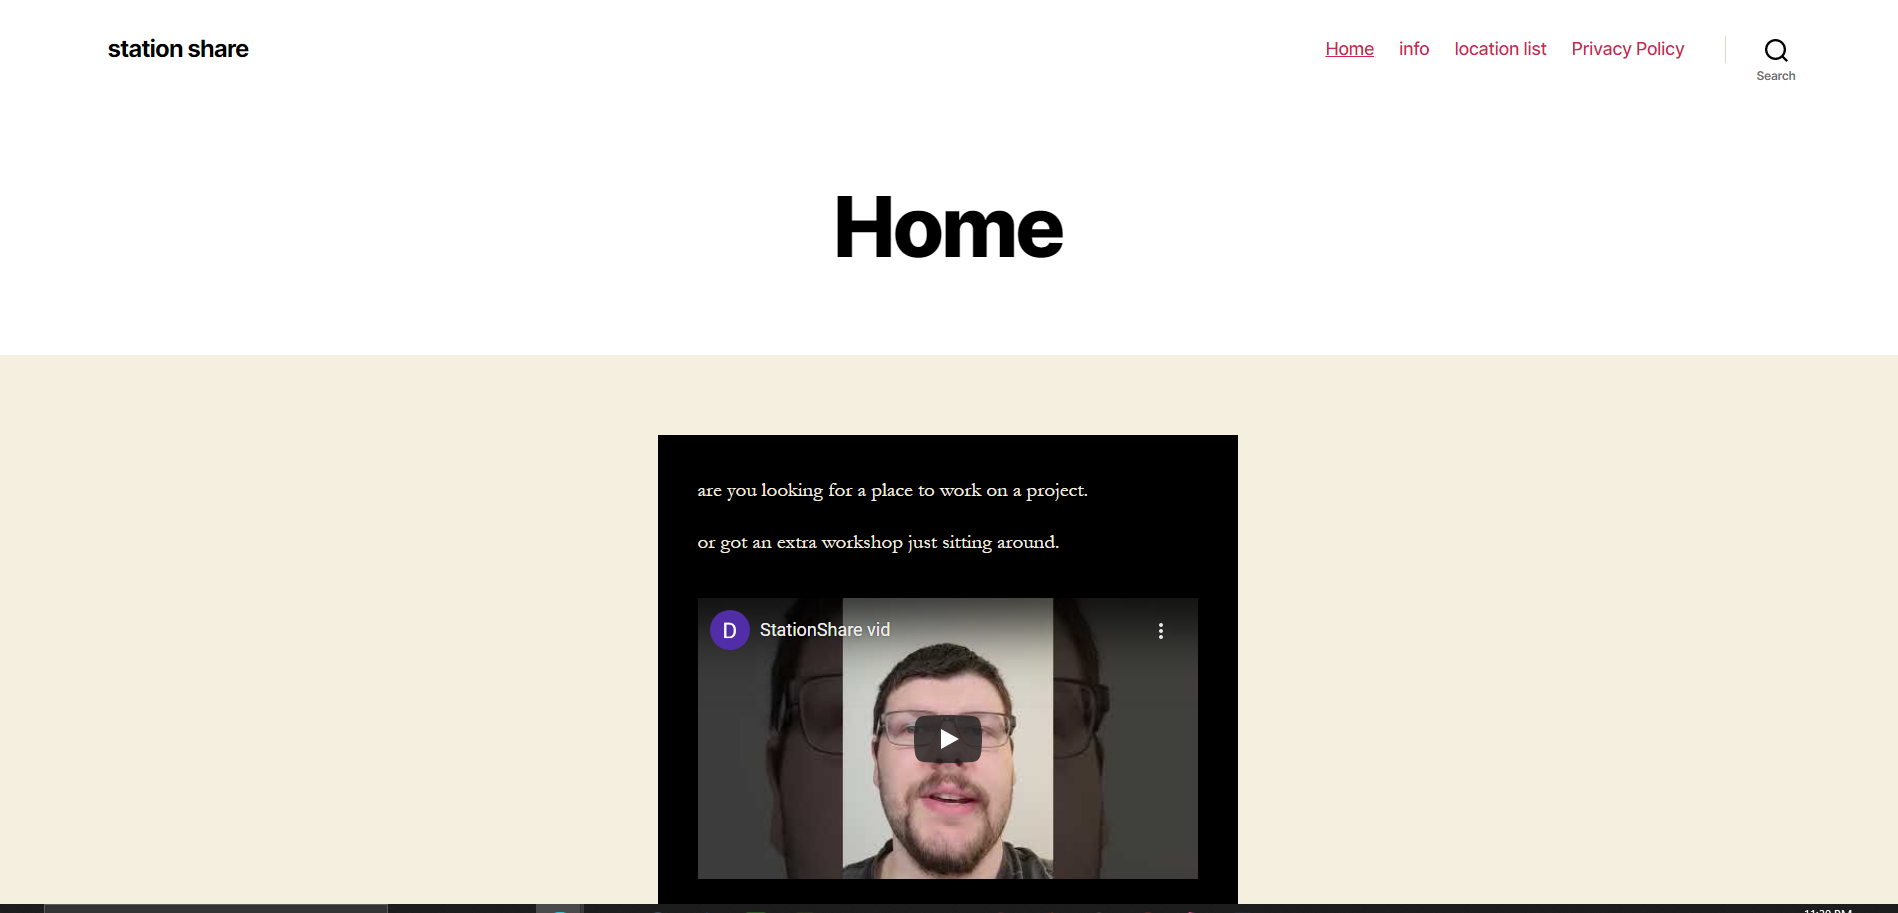 station share
Home info location list Privacy Policy
Search
Home
are you looking for a place to work on a project.
or got an extra workshop just sitting around.
D StationShare vid